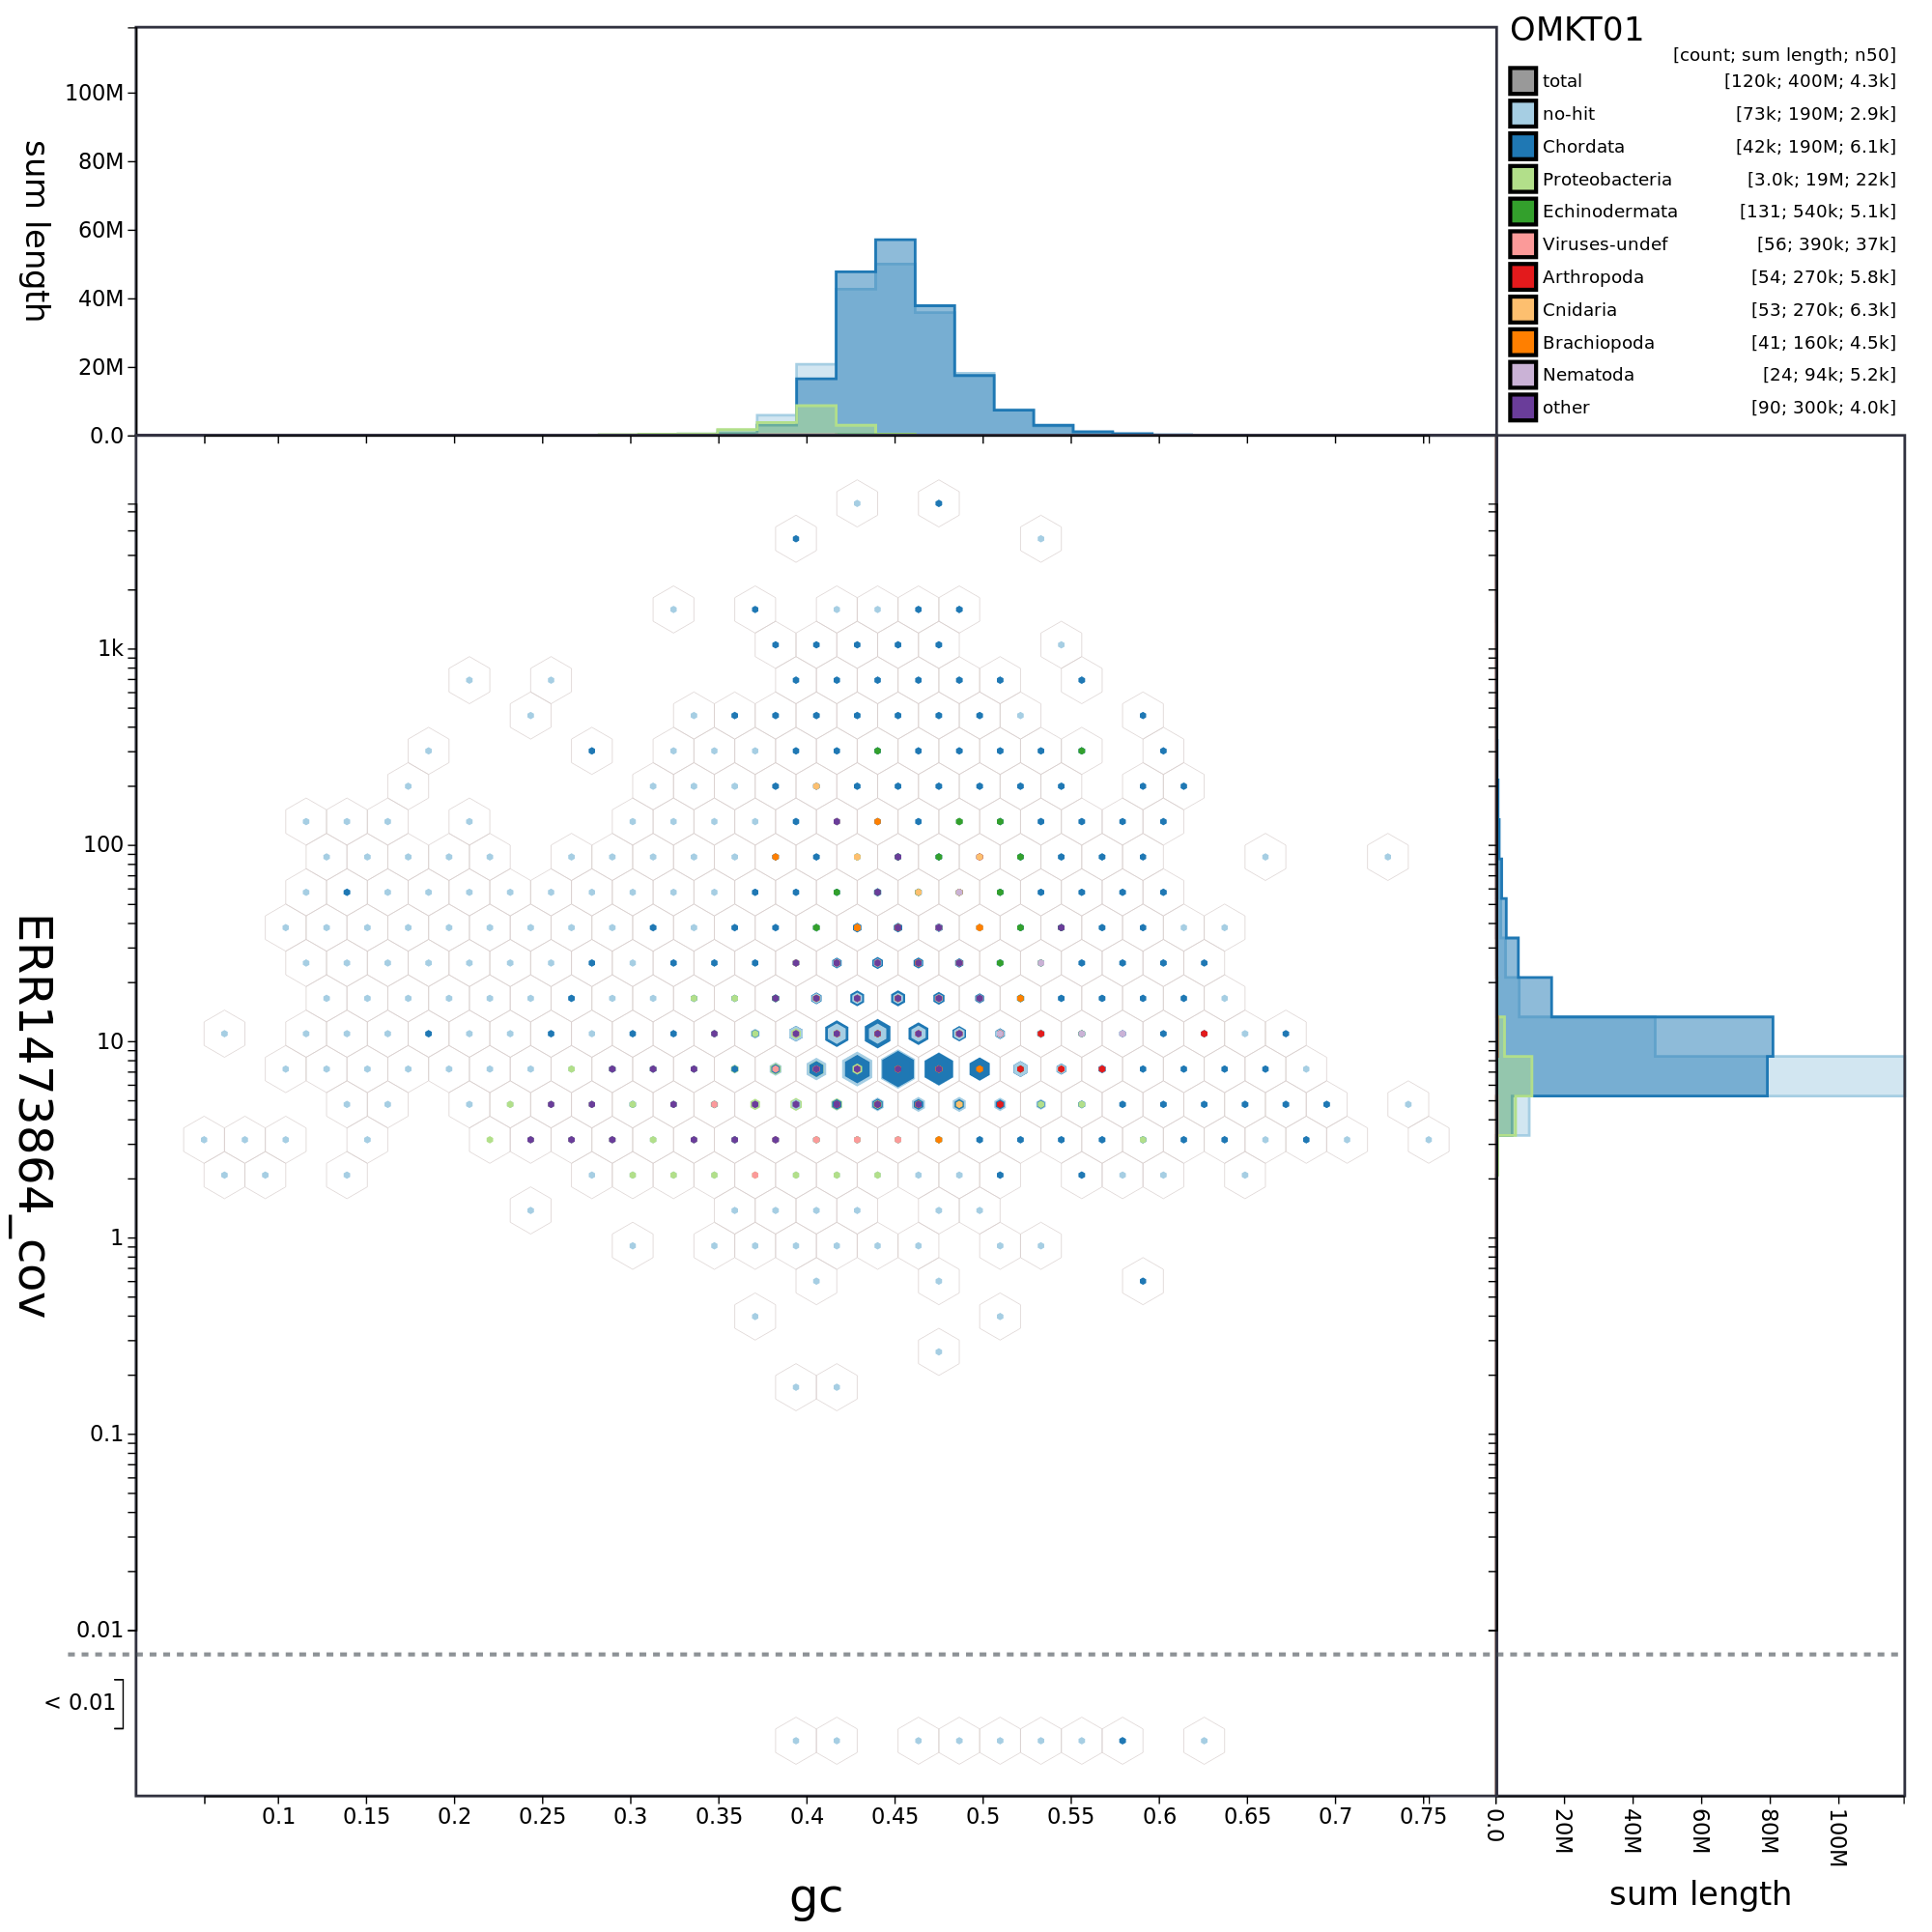 OMKT01
[count; sum length; n50]
total [120k; 400M; 4.3k]
no-hit [73k; 190M; 2.9k]
Chordata [42k; 190M; 6.1k]
Proteobacteria [3.0k; 19M; 22k]
Echinodermata [131; 540k; 5.1k]
Viruses-undef [56; 390k; 37k]
Arthropoda [54; 270k; 5.8k]
Cnidaria [53; 270k; 6.3k]
Brachiopoda [41; 160k; 4.5k]
Nematoda [24; 94k; 5.2k]
other [90; 300k; 4.0k]
sum length
100M
80M
60M
40M
20M
0.0
ERR1473864_cov
1k
100
10
1
0.1
0.01
< 0.01
0.1 0.15 0.2 0.25 0.3 0.35 0.4 0.45 0.5 0.55 0.6 0.65 0.7 0.75
gc
0.0 20M 40M 60M 80M 100M
sum length